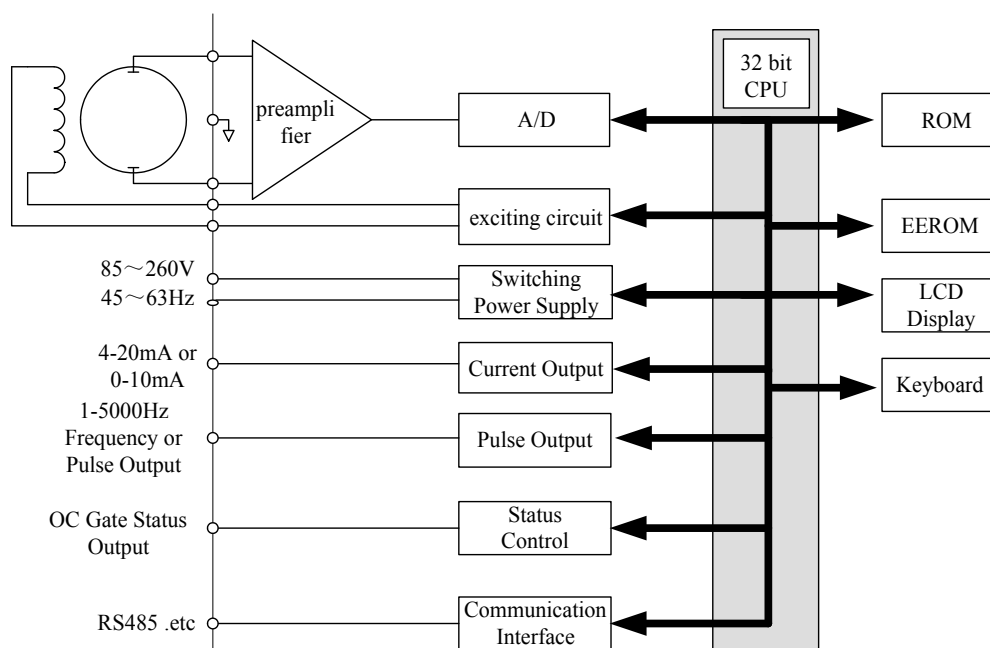 32 bit
CPU
preampli
fier
A/D
ROM
exciting circuit
EEROM
85～260V
45～63Hz
Switching
Power Supply
LCD
Display
4-20mA or
0-10mA
Current Output
Keyboard
1-5000Hz
Frequency or
Pulse Output
Pulse Output
OC Gate Status
Output
Status
Control
RS485 .etc
Communication
Interface